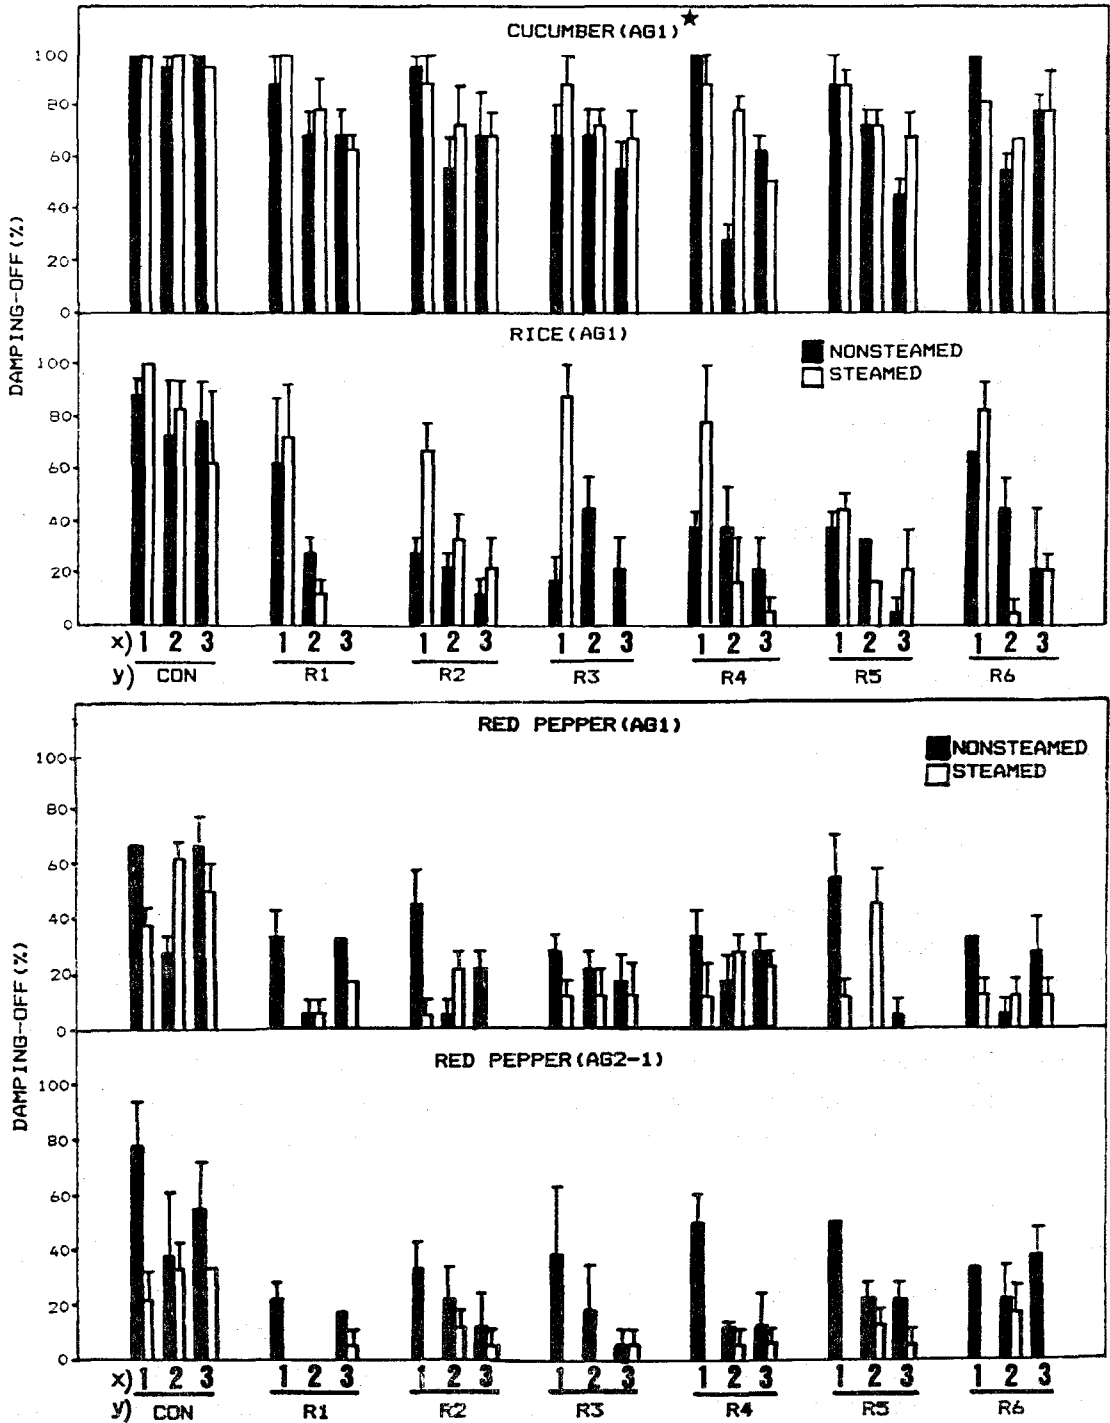 CUCUMBER(AG1)★
100
80
60
40
20
0
DAMPING-OFF(%)
RICE(AG1)
NONSTEAMED
STEAMED
100
80
60
40
20
0
x) 1 2 3 1 2 3 1 2 3 1 2 3 1 2 3 1 2 3 1 2 3
y) CON R1 R2 R3 R4 R5 R6
RED PEPPER(AG1)
NONSTEAMED
STEAMED
100
80
60
40
20
0
DAMPING-OFF(%)
RED PEPPER(AG2-1)
100
80
60
40
20
0
x) 1 2 3 1 2 3 1 2 3 1 2 3 1 2 3 1 2 3 1 2 3
y) CON R1 R2 R3 R4 R5 R6